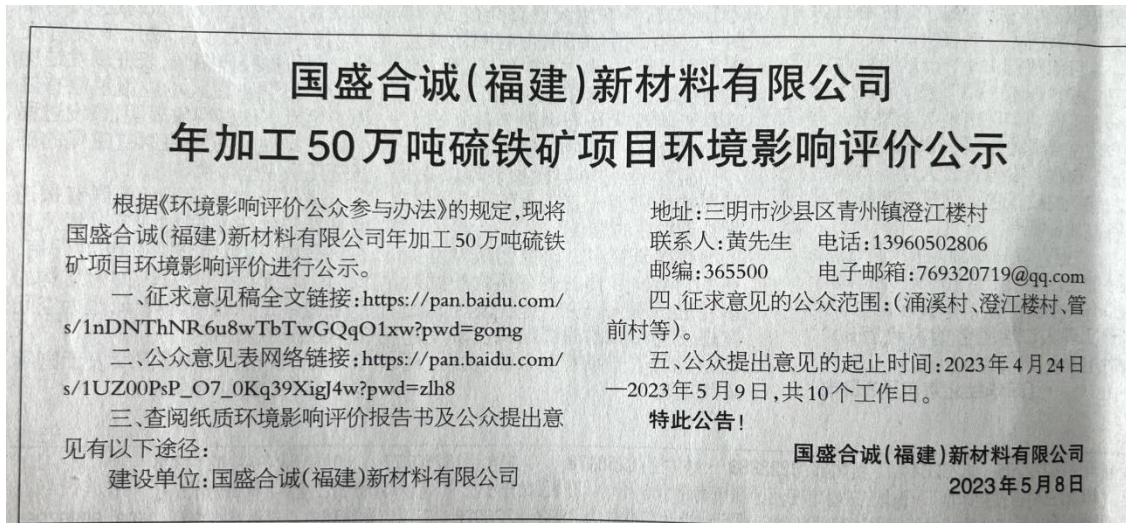 国盛合诚(福建)新材料有限公司
年加工50万吨硫铁矿项目环境影响评价公示
根据《环境影响评价公众参与办法》的规定,现将
国盛合诚(福建)新材料有限公司年加工50万吨硫铁
矿项目环境影响评价进行公示。
一、征求意见稿全文链接:https://pan.baidu.com/
s/1nDNThNR6u8wTbTwGQqO1xw?pwd=gomg
二、公众意见表网络链接:https://pan.baidu.com/
s/1UZ00PsP_O7_0Kq39XigJ4w?pwd=zlh8
三、查阅纸质环境影响评价报告书及公众提出意
见有以下途径:
建设单位:国盛合诚(福建)新材料有限公司
地址:三明市沙县区青州镇澄江楼村
联系人:黄先生 电话:13960502806
邮编:365500 电子邮箱:769320719@qq.com
四、征求意见的公众范围:(涌溪村、澄江楼村、管
前村等)。
五、公众提出意见的起止时间:2023年4月24日
—2023年5月9日,共10个工作日。
特此公告!
国盛合诚(福建)新材料有限公司
2023年5月8日